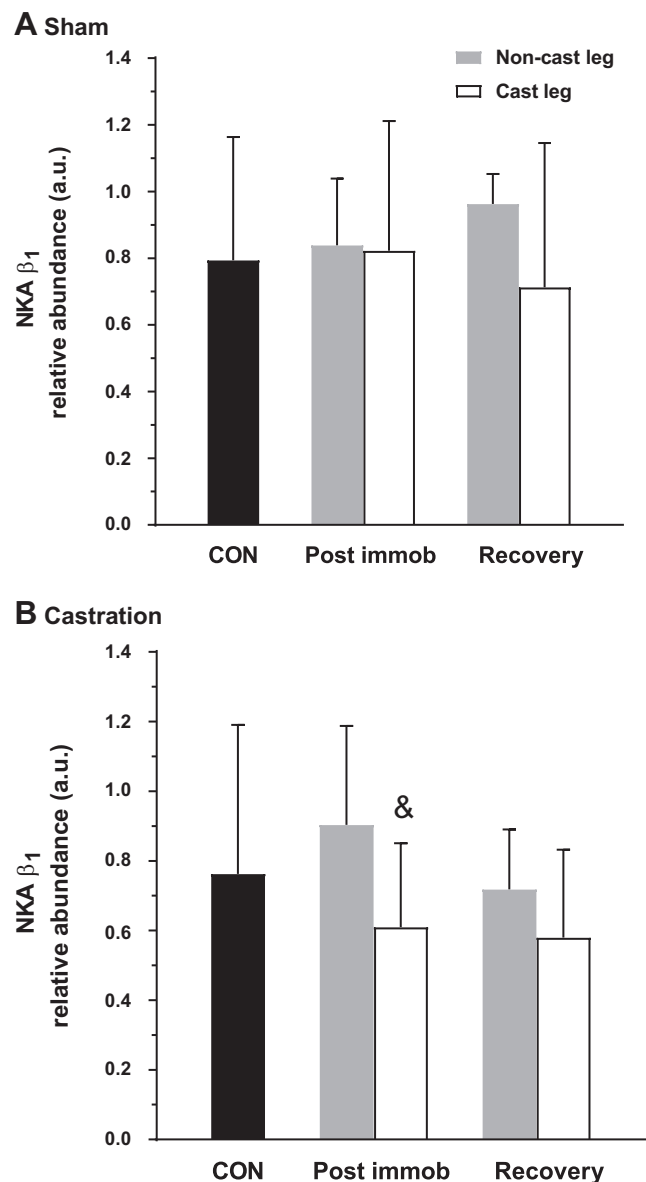 A Sham
Non-cast leg
Cast leg
NKA β1
relative abundance (a.u.)
1.4
1.2
1.0
0.8
0.6
0.4
0.2
0.0
CON Post immob Recovery
B Castration
NKA β1
relative abundance (a.u.)
1.4
1.2
1.0
0.8
0.6
0.4
0.2
0.0
&
CON Post immob Recovery